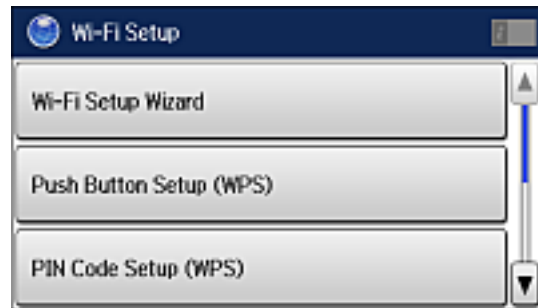 Wi-Fi Setup
Wi-Fi Setup Wizard
Push Button Setup (WPS)
PIN Code Setup (WPS)